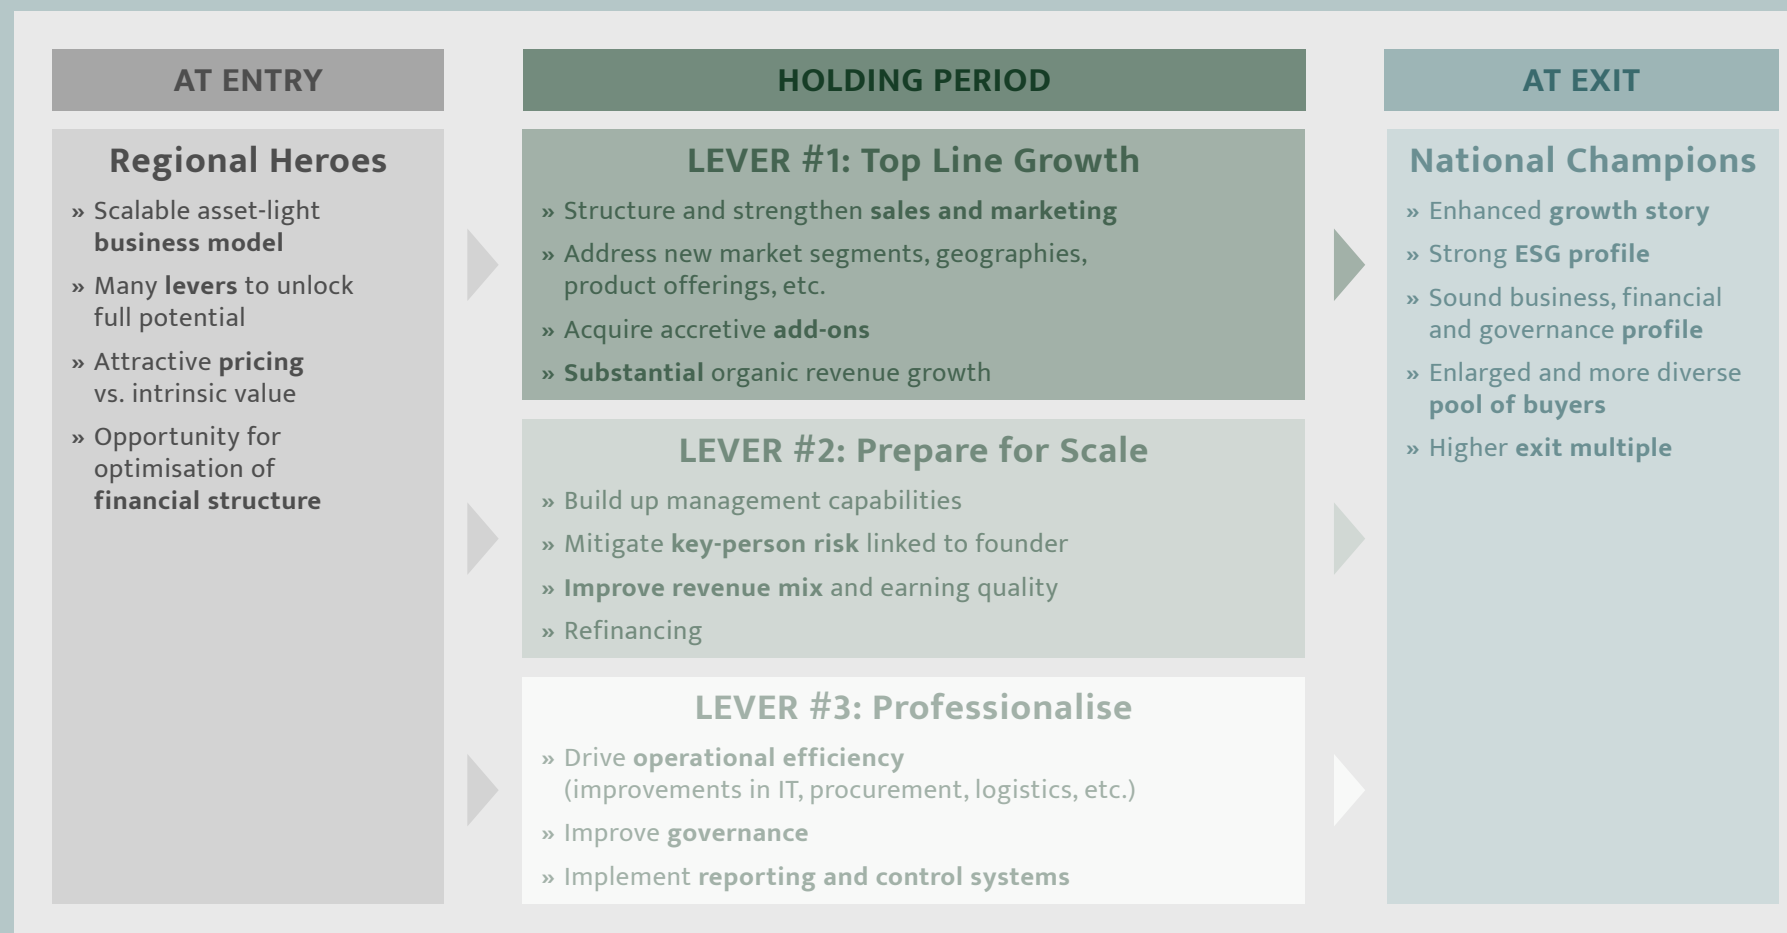 AT ENTRY
Regional Heroes
» Scalable asset-light
business model
» Many levers to unlock
full potential
» Attractive pricing
vs. intrinsic value
» Opportunity for
optimisation of
financial structure
HOLDING PERIOD
LEVER #1: Top Line Growth
» Structure and strengthen sales and marketing
» Address new market segments, geographies,
product offerings, etc.
» Acquire accretive add-ons
» Substantial organic revenue growth
LEVER #2: Prepare for Scale
» Build up management capabilities
» Mitigate key-person risk linked to founder
» Improve revenue mix and earning quality
» Refinancing
LEVER #3: Professionalise
» Drive operational efficiency
(improvements in IT, procurement, logistics, etc.)
» Improve governance
» Implement reporting and control systems
AT EXIT
National Champions
» Enhanced growth story
» Strong ESG profile
» Sound business, financial
and governance profile
» Enlarged and more diverse
pool of buyers
» Higher exit multiple